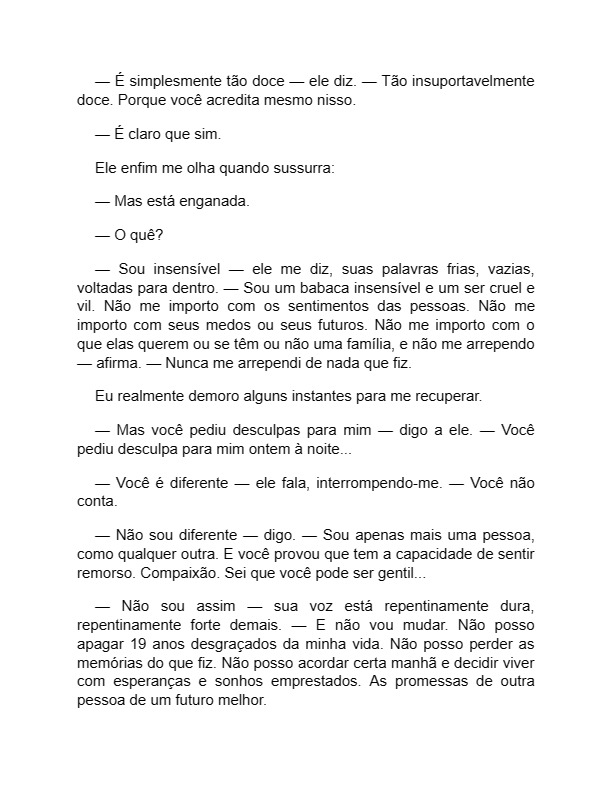 — É simplesmente tão doce — ele diz. — Tão insuportavelmente
doce. Porque você acredita mesmo nisso.
— É claro que sim.
Ele enfim me olha quando sussurra:
— Mas está enganada.
— O quê?
— Sou insensível — ele me diz, suas palavras frias, vazias,
voltadas para dentro. — Sou um babaca insensível e um ser cruel e
vil. Não me importo com os sentimentos das pessoas. Não me
importo com seus medos ou seus futuros. Não me importo com o
que elas querem ou se têm ou não uma família, e não me arrependo
— afirma. — Nunca me arrependi de nada que fiz.
Eu realmente demoro alguns instantes para me recuperar.
— Mas você pediu desculpas para mim — digo a ele. — Você
pediu desculpa para mim ontem à noite...
— Você é diferente — ele fala, interrompendo-me. — Você não
conta.
— Não sou diferente — digo. — Sou apenas mais uma pessoa,
como qualquer outra. E você provou que tem a capacidade de sentir
remorso. Compaixão. Sei que você pode ser gentil...
— Não sou assim — sua voz está repentinamente dura,
repentinamente forte demais. — E não vou mudar. Não posso
apagar 19 anos desgraçados da minha vida. Não posso perder as
memórias do que fiz. Não posso acordar certa manhã e decidir viver
com esperanças e sonhos emprestados. As promessas de outra
pessoa de um futuro melhor.